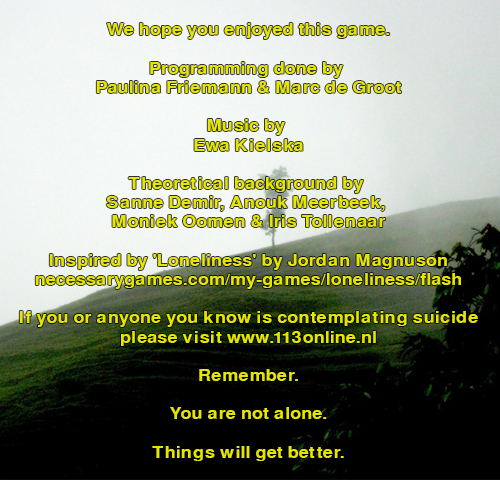 We hope you enjoyed this game.
Programming done by
Paulina Friemann & Marc de Groot
Music by
Ewa Kielska
Theoretical background by
Sanne Demir, Anouk Meerbeek,
Moniek Oomen & Iris Tollenaar
Inspired by 'Loneliness' by Jordan Magnuson
necessarygames.com/my-games/loneliness/flash
If you or anyone you know is contemplating suicide
please visit www.113online.nl
Remember.
You are not alone.
Things will get better.